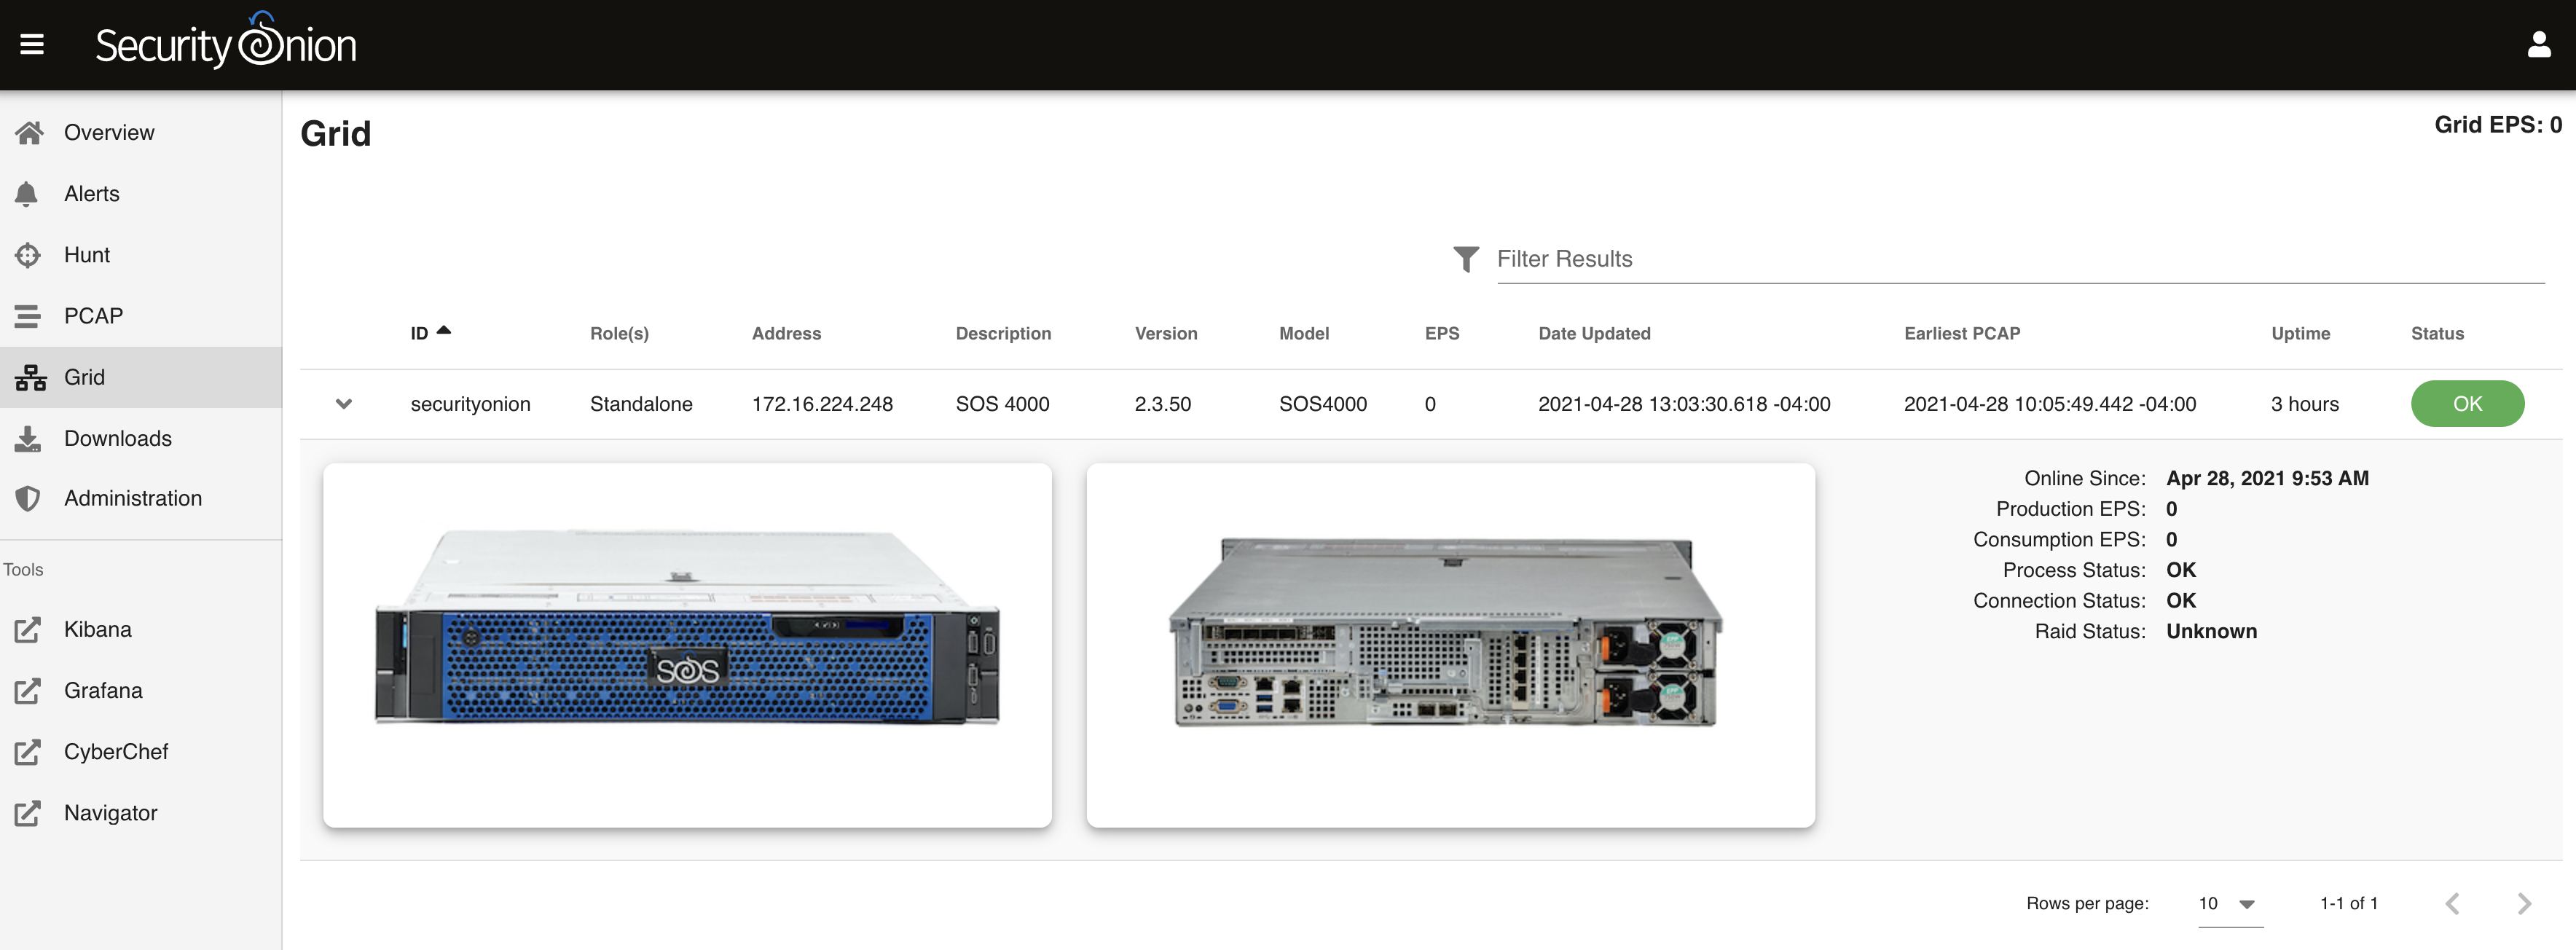 Security Onion
Overview
Alerts
Hunt
PCAP
Grid
Downloads
Administration
Tools
Kibana
Grafana
CyberChef
Navigator
Grid
Grid EPS: 0
Filter Results
ID Role(s) Address Description Version Model EPS Date Updated Earliest PCAP Uptime Status
securityonion Standalone 172.16.224.248 SOS 4000 2.3.50 SOS4000 0 2021-04-28 13:03:30.618 -04:00 2021-04-28 10:05:49.442 -04:00 3 hours OK
SOS
Online Since: Apr 28, 2021 9:53 AM
Production EPS: 0
Consumption EPS: 0
Process Status: OK
Connection Status: OK
Raid Status: Unknown
Rows per page: 10 1-1 of 1